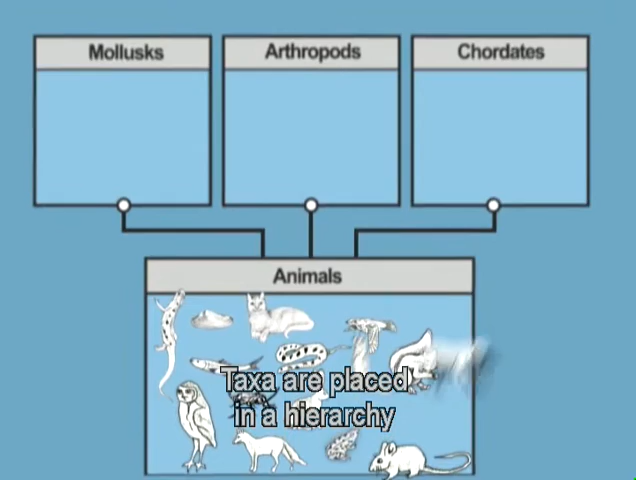 Mollusks
Arthropods
Chordates
Animals
Taxa are placed
in a hierarchy